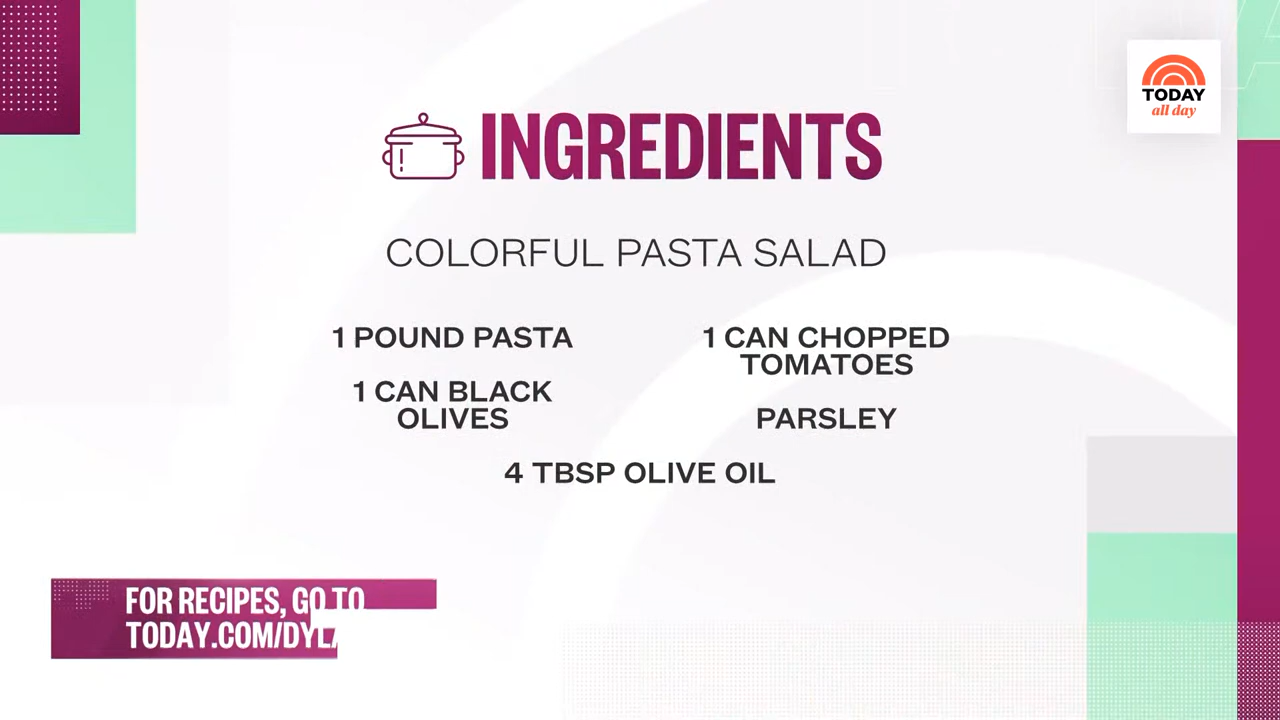 TODAY
all day
INGREDIENTS
COLORFUL PASTA SALAD
1 POUND PASTA
1 CAN BLACK
OLIVES
1 CAN CHOPPED
TOMATOES
PARSLEY
4 TBSP OLIVE OIL
FOR RECIPES, GO TO